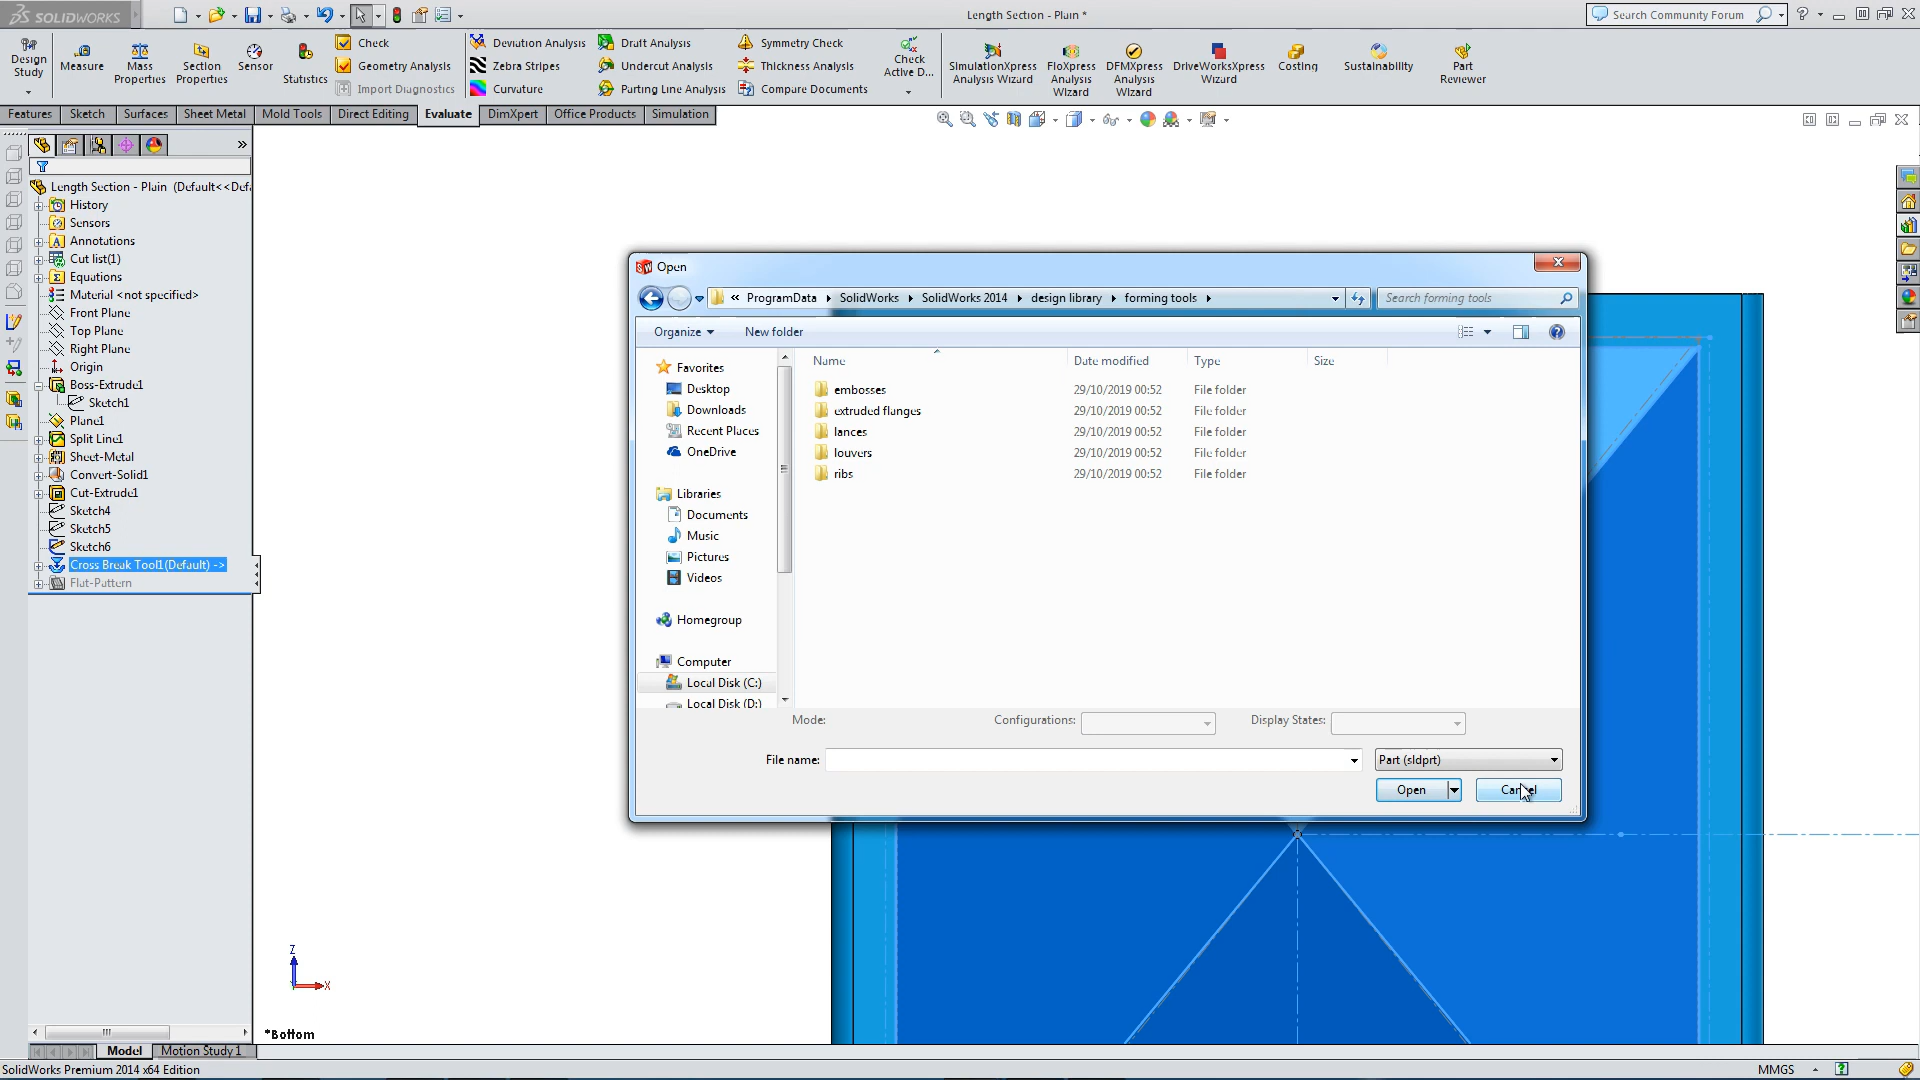 SOLIDWORKS
Length Section - Plain *
Search Community Forum
Design Study
Measure
Mass Properties
Section Properties
Sensor
Statistics
Check
Geometry Analysis
Import Diagnostics
Deviation Analysis
Zebra Stripes
Curvature
Draft Analysis
Undercut Analysis
Parting Line Analysis
Symmetry Check
Thickness Analysis
Compare Documents
Check Active D...
SimulationXpress Analysis Wizard
FloXpress Analysis Wizard
DFMXpress Analysis Wizard
DriveWorksXpress Wizard
Costing
Sustainability
Part Reviewer
Features
Sketch
Surfaces
Sheet Metal
Mold Tools
Direct Editing
Evaluate
DimXpert
Office Products
Simulation
Length Section - Plain (Default<<Defa
History
Sensors
Annotations
Cut list(1)
Equations
Material <not specified>
Front Plane
Top Plane
Right Plane
Origin
Boss-Extrude1
Sketch1
Plane1
Split Line1
Sheet-Metal
Convert-Solid1
Cut-Extrude1
Sketch4
Sketch5
Sketch6
Cross Break Tool1(Default) ->
Flat-Pattern
Open
« ProgramData SolidWorks SolidWorks 2014 design library forming tools
Search forming tools
Organize
New folder
Favorites
Desktop
Downloads
Recent Places
OneDrive
Libraries
Documents
Music
Pictures
Videos
Homegroup
Computer
Local Disk (C:)
Local Disk (D:)
Name Date modified Type Size
embosses 29/10/2019 00:52 File folder
extruded flanges 29/10/2019 00:52 File folder
lances 29/10/2019 00:52 File folder
louvers 29/10/2019 00:52 File folder
ribs 29/10/2019 00:52 File folder
Mode:
Configurations:
Display States:
File name:
Part (sldprt)
Open
Cancel
Z
X
*Bottom
Model
Motion Study 1
SolidWorks Premium 2014 x64 Edition
MMGS